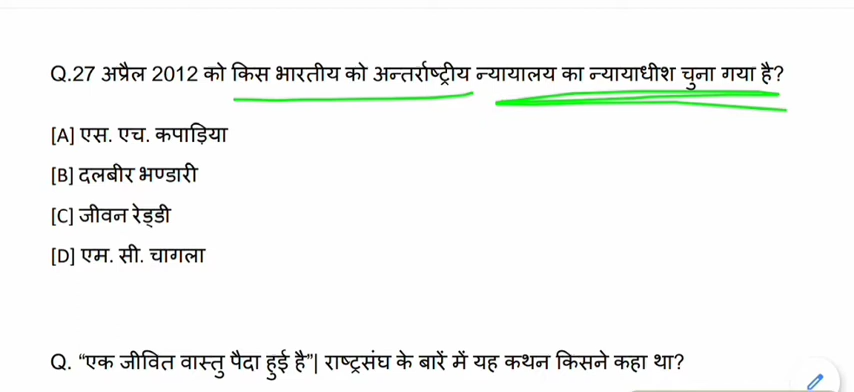 Q.27 अप्रैल 2012 को किस भारतीय को अन्तर्राष्ट्रीय न्यायालय का न्यायाधीश चुना गया है?
[A] एस. एच. कपाड़िया
[B] दलबीर भण्डारी
[C] जीवन रेड्डी
[D] एम. सी. चागला
Q. “एक जीवित वास्तु पैदा हुई है”| राष्ट्रसंघ के बारें में यह कथन किसने कहा था?